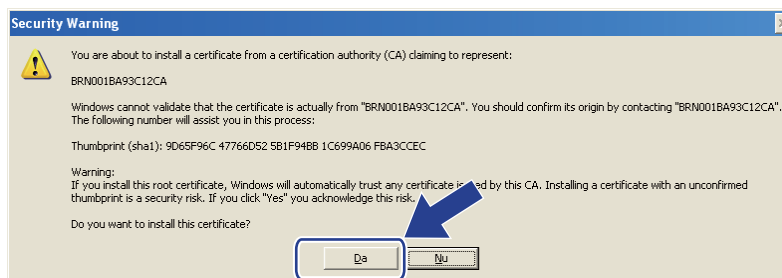 Security Warning
You are about to install a certificate from a certification authority (CA) claiming to represent:
BRN001BA93C12CA
Windows cannot validate that the certificate is actually from "BRN001BA93C12CA". You should confirm its origin by contacting "BRN001BA93C12CA".
The following number will assist you in this process:
Thumbprint (sha1): 9D65F96C 47766D52 5B1F94BB 1C699A06 FBA3CCEC
Warning:
If you install this root certificate, Windows will automatically trust any certificate by this CA. Installing a certificate with an unconfirmed
thumbprint is a security risk. If you click "Yes" you acknowledge this risk.
Do you want to install this certificate?
Da
Nu